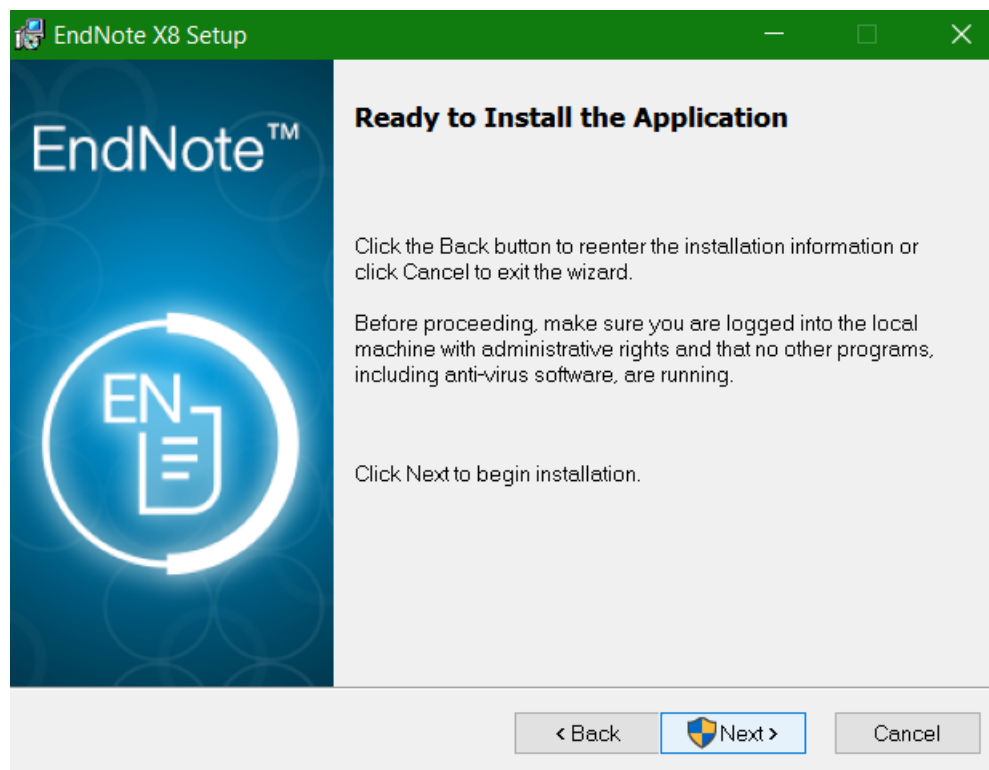 EndNote X8 Setup
EndNote™
Ready to Install the Application
Click the Back button to reenter the installation information or
click Cancel to exit the wizard.
Before proceeding, make sure you are logged into the local
machine with administrative rights and that no other programs,
including anti-virus software, are running.
EN
Click Next to begin installation.
< Back
Next >
Cancel